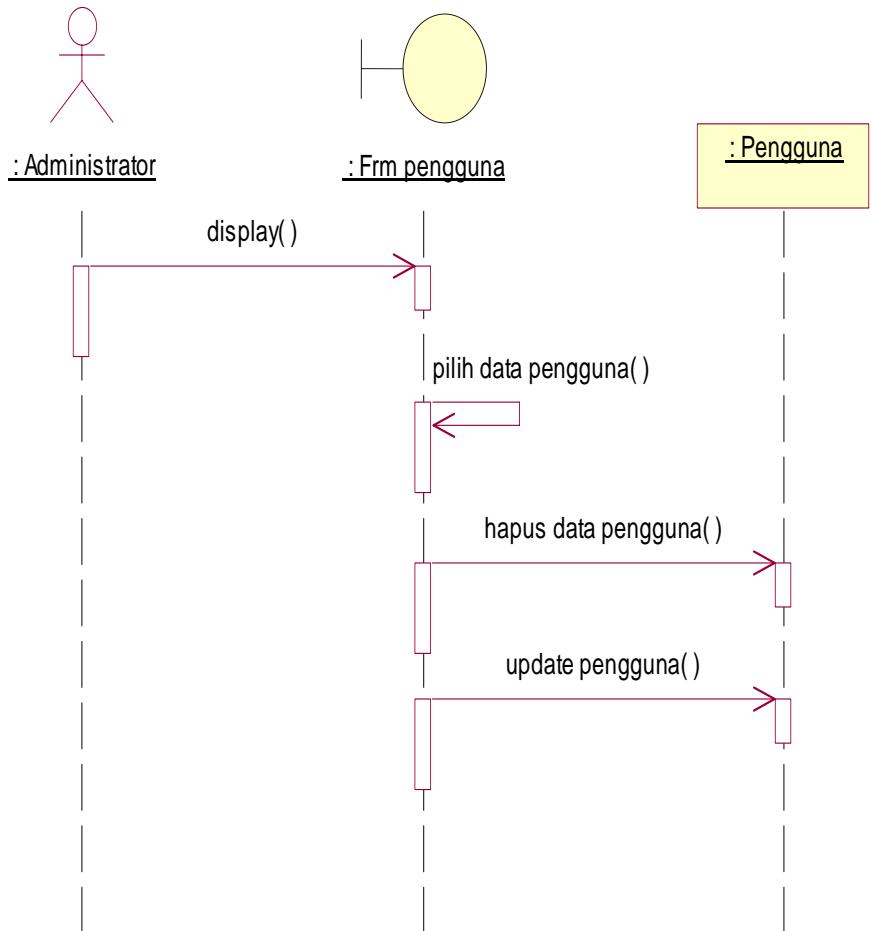 : Administrator
: Frm pengguna
: Pengguna
display( )
pilih data pengguna( )
hapus data pengguna( )
update pengguna( )